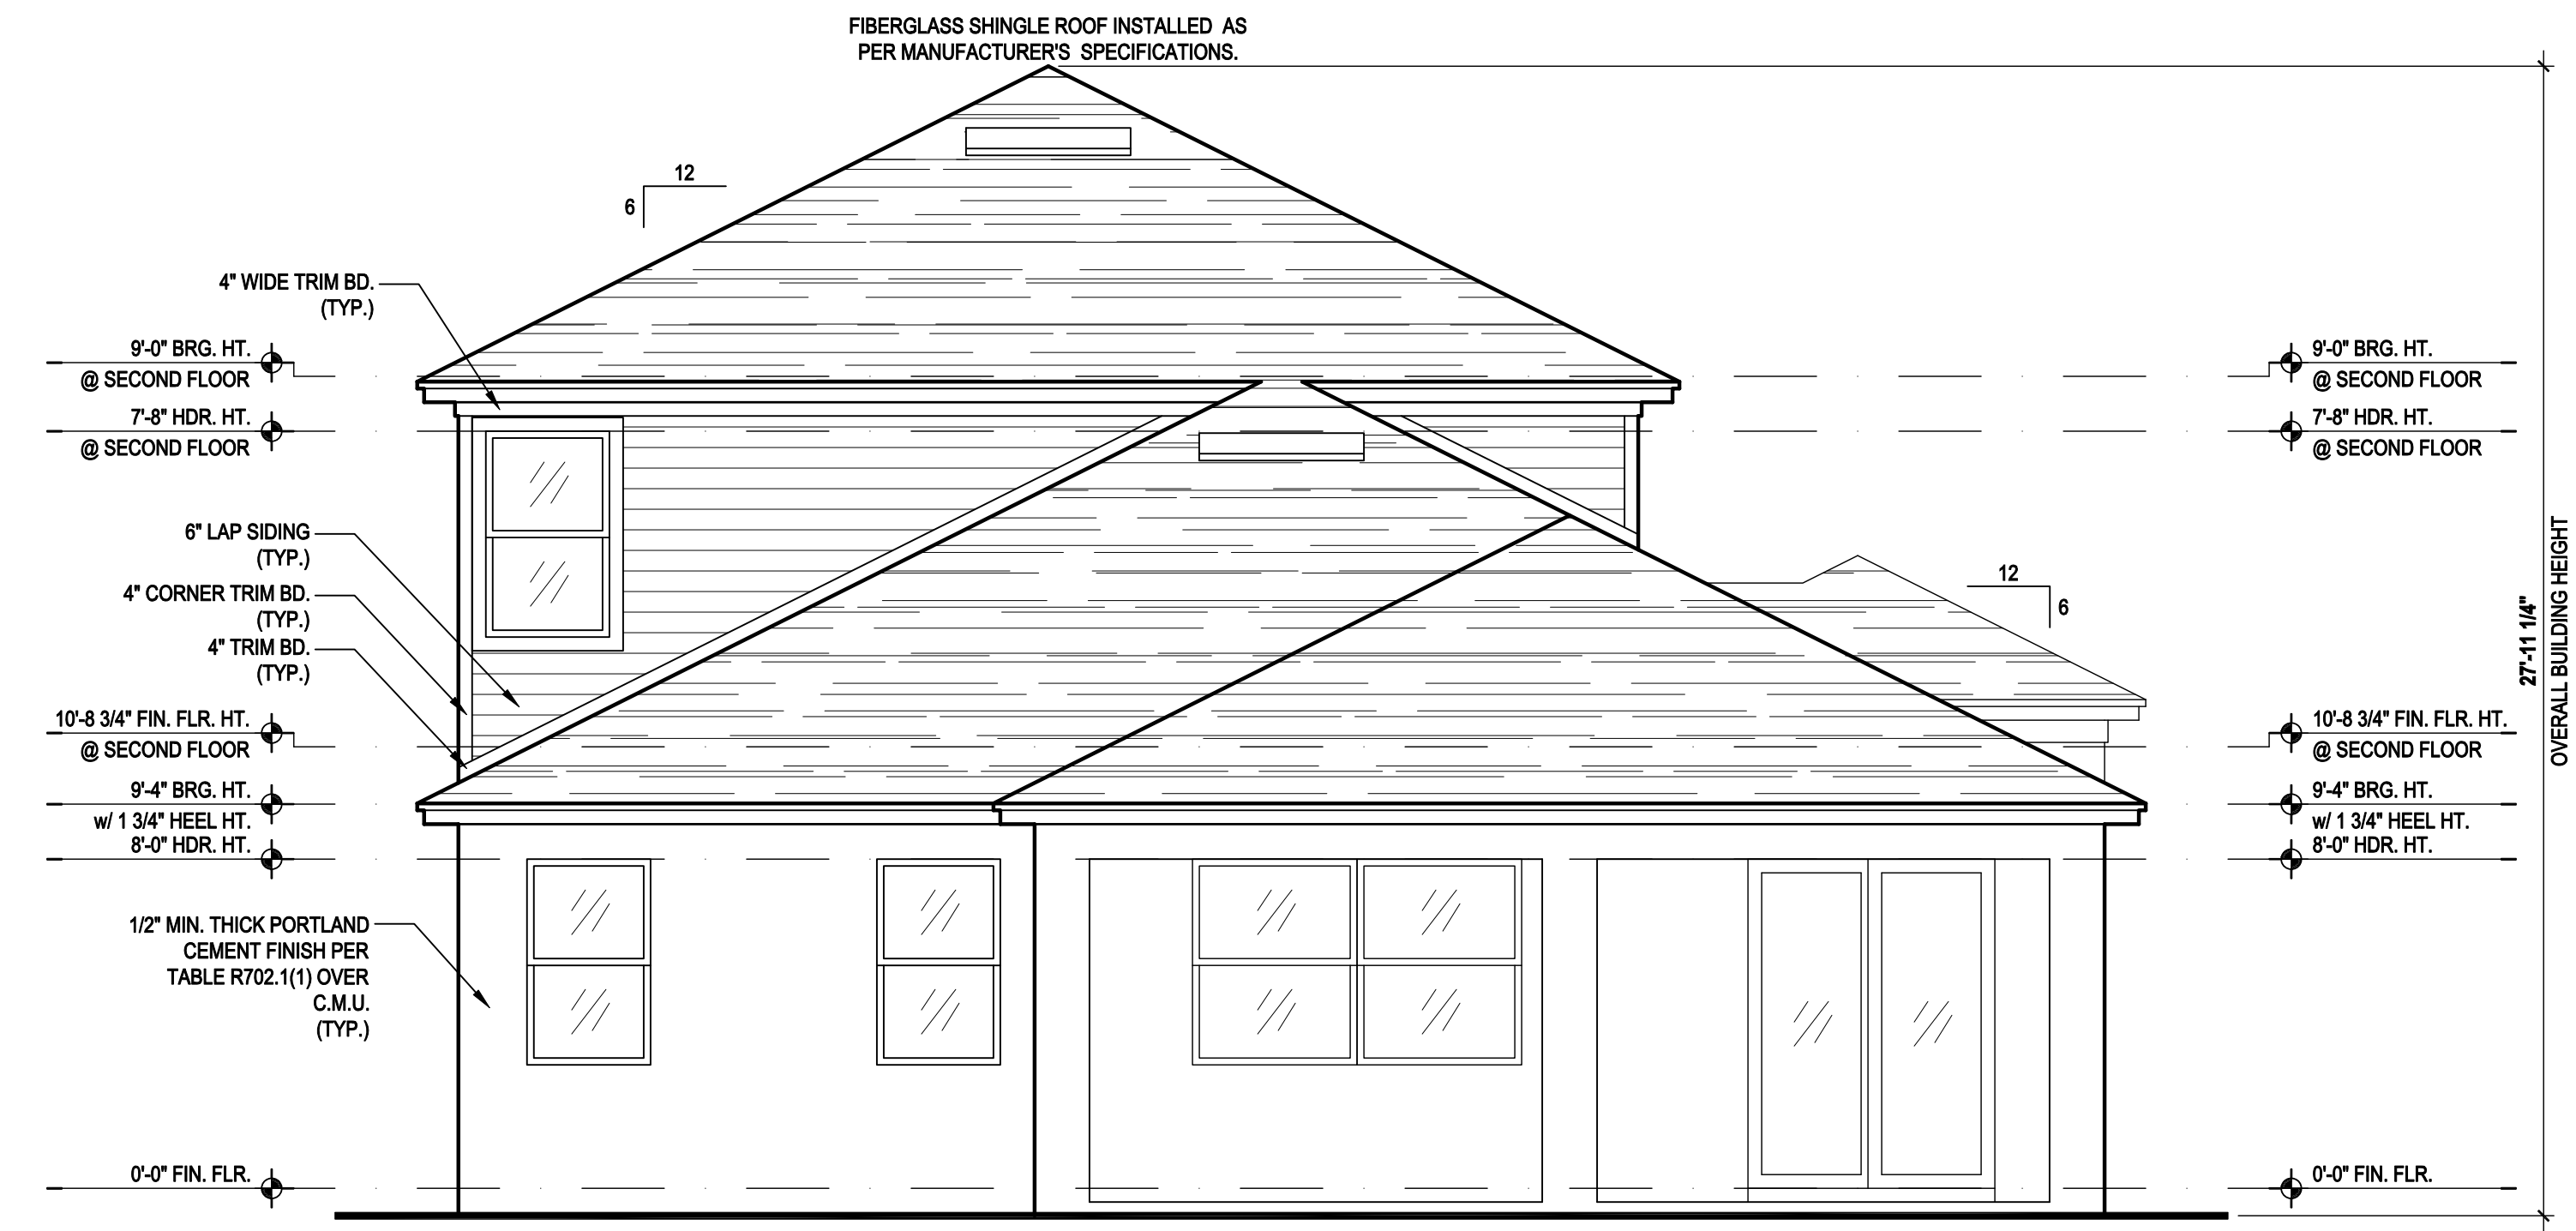 FIBERGLASS SHINGLE ROOF INSTALLED AS
PER MANUFACTURER'S SPECIFICATIONS.
12
6
4" WIDE TRIM BD.
(TYP.)
9'-0" BRG. HT.
@ SECOND FLOOR
7'-8" HDR. HT.
@ SECOND FLOOR
6" LAP SIDING
(TYP.)
4" CORNER TRIM BD.
(TYP.)
4" TRIM BD.
(TYP.)
10'-8 3/4" FIN. FLR. HT.
@ SECOND FLOOR
9'-4" BRG. HT.
w/ 1 3/4" HEEL HT.
8'-0" HDR. HT.
1/2" MIN. THICK PORTLAND
CEMENT FINISH PER
TABLE R702.1(1) OVER
C.M.U.
(TYP.)
0'-0" FIN. FLR.
9'-0" BRG. HT.
@ SECOND FLOOR
7'-8" HDR. HT.
@ SECOND FLOOR
12
6
10'-8 3/4" FIN. FLR. HT.
@ SECOND FLOOR
9'-4" BRG. HT.
w/ 1 3/4" HEEL HT.
8'-0" HDR. HT.
0'-0" FIN. FLR.
27'-11 1/4"
OVERALL BUILDING HEIGHT